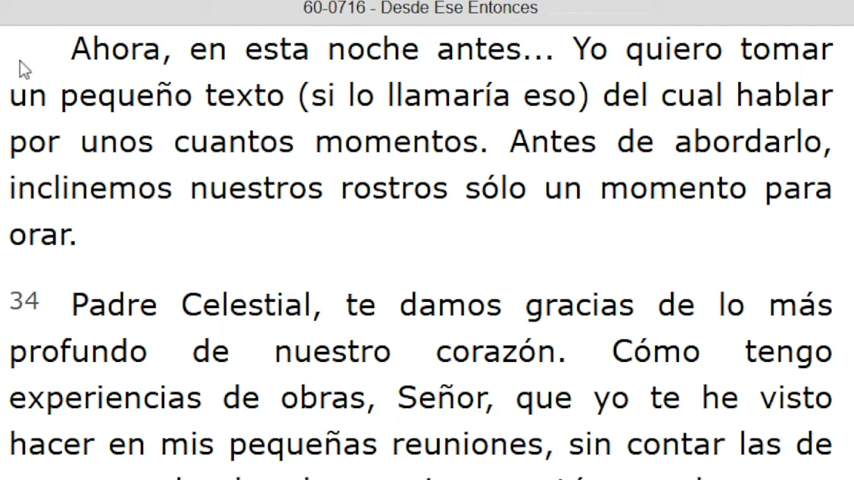 60-0716 - Desde Ese Entonces
Ahora, en esta noche antes... Yo quiero tomar
un pequeño texto (si lo llamaría eso) del cual hablar
por unos cuantos momentos. Antes de abordarlo,
inclinemos nuestros rostros sólo un momento para
orar.
34 Padre Celestial, te damos gracias de lo más
profundo de nuestro corazón. Cómo tengo
experiencias de obras, Señor, que yo te he visto
hacer en mis pequeñas reuniones, sin contar las de